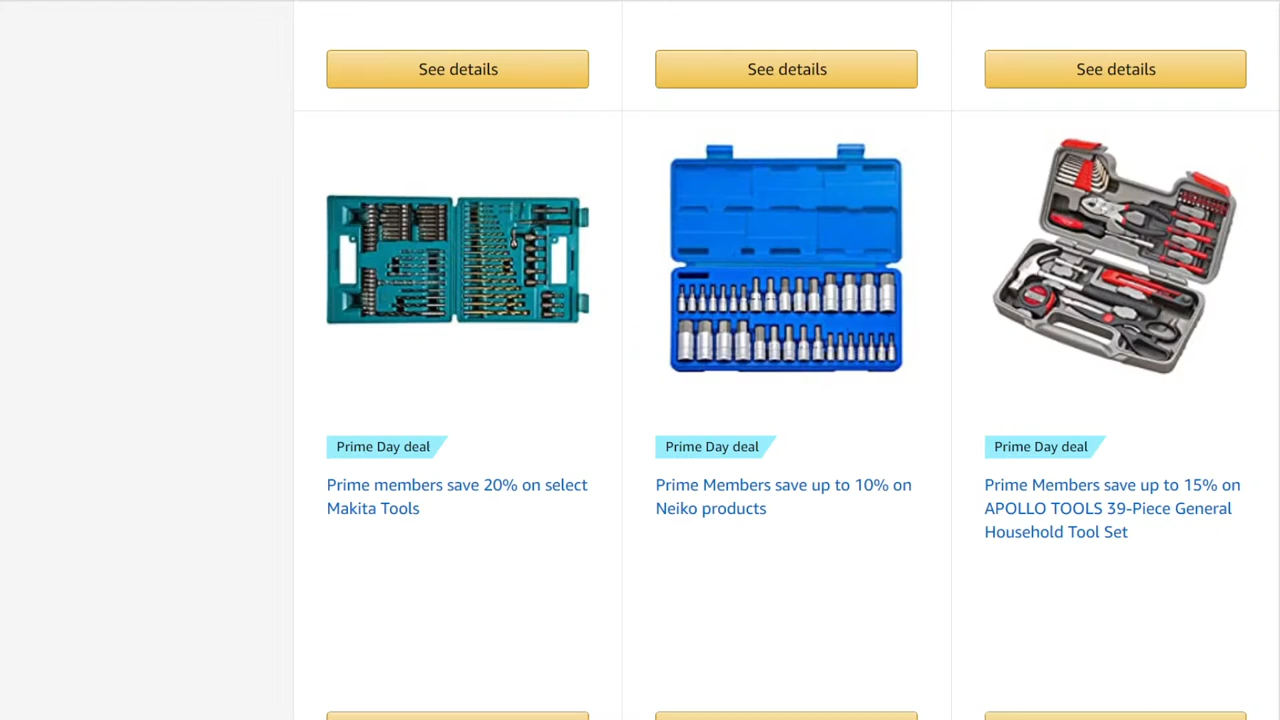 See details
See details
See details
Prime Day deal
Prime members save 20% on select
Makita Tools
Prime Day deal
Prime Members save up to 10% on
Neiko products
Prime Day deal
Prime Members save up to 15% on
APOLLO TOOLS 39-Piece General
Household Tool Set